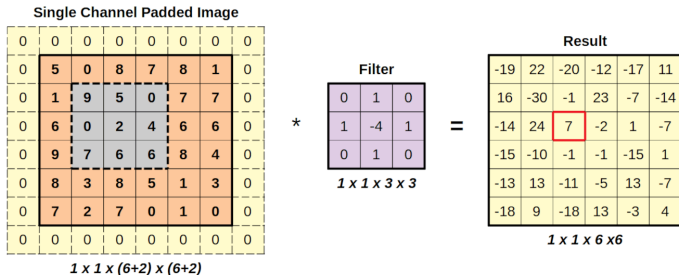 Single Channel Padded Image
0 0 0 0 0 0 0 0
0 5 0 8 7 8 1 0
0 1 9 5 0 7 7 0
0 6 0 2 4 6 6 0
0 9 7 6 6 8 4 0
0 8 3 8 5 1 3 0
0 7 2 7 0 1 0 0
0 0 0 0 0 0 0 0
1 x 1 x (6+2) x (6+2)
*
Filter
0 1 0
1 -4 1
0 1 0
1 x 1 x 3 x 3
=
Result
-19 22 -20 -12 -17 11
16 -30 -1 23 -7 -14
-14 24 7 -2 1 -7
-15 -10 -1 -1 -15 1
-13 13 -11 -5 13 -7
-18 9 -18 13 -3 4
1 x 1 x 6 x6